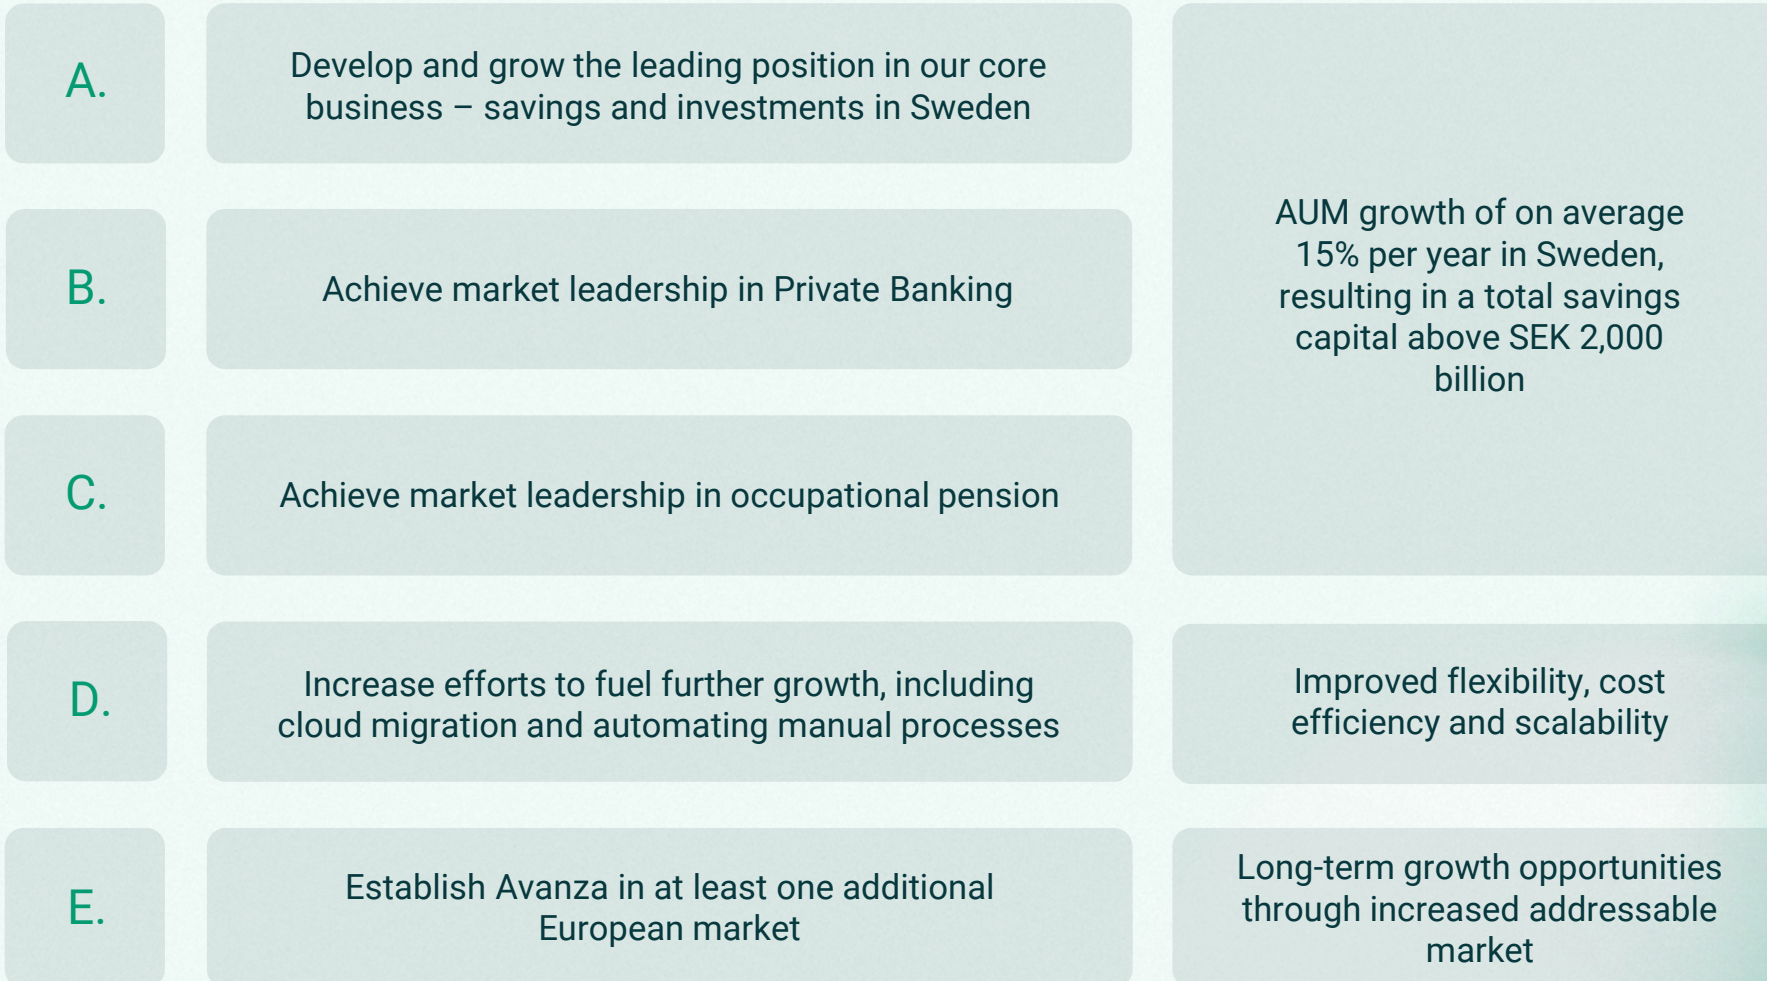 A.
Develop and grow the leading position in our core
business – savings and investments in Sweden
B.
Achieve market leadership in Private Banking
C.
Achieve market leadership in occupational pension
AUM growth of on average
15% per year in Sweden,
resulting in a total savings
capital above SEK 2,000
billion
D.
Increase efforts to fuel further growth, including
cloud migration and automating manual processes
Improved flexibility, cost
efficiency and scalability
E.
Establish Avanza in at least one additional
European market
Long-term growth opportunities
through increased addressable
market